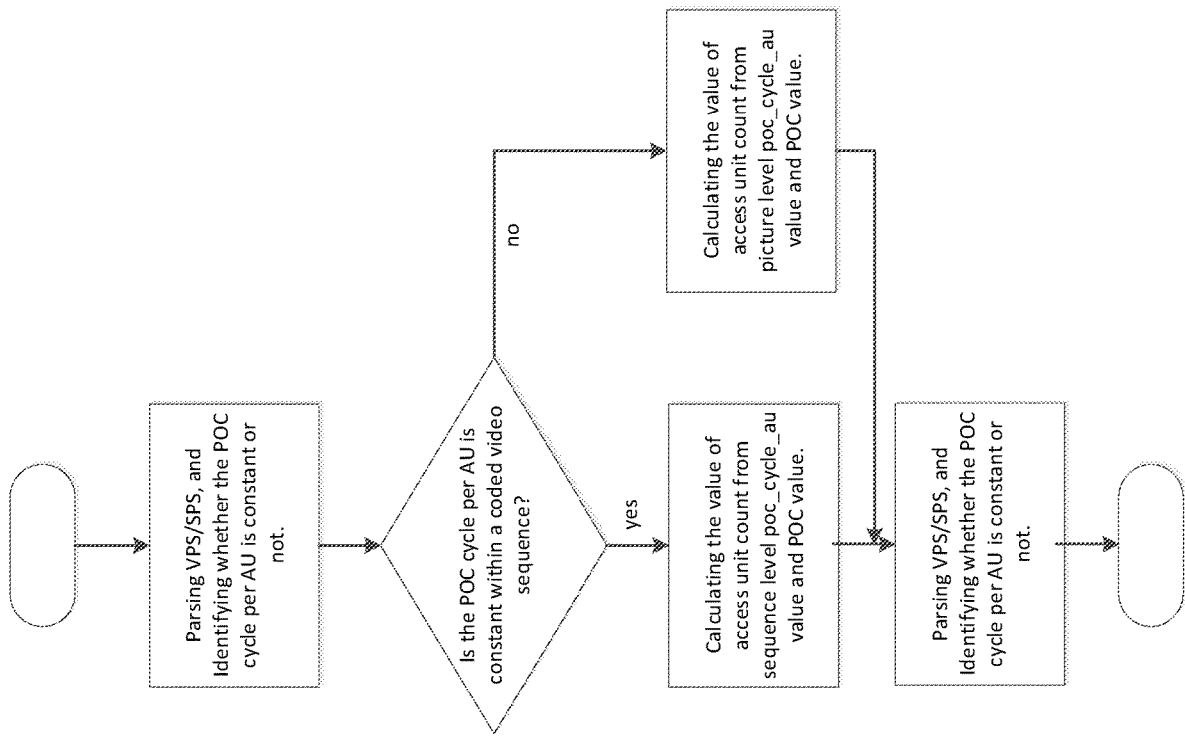 Parsing VPS/SPS, and
Identifying whether the POC
cycle per AU is constant or
not.
Is the POC cycle per AU is
constant within a coded video
sequence?
yes
no
Calculating the value of
access unit count from
sequence level poc_cycle_au
value and POC value.
Calculating the value of
access unit count from
picture level poc_cycle_au
value and POC value.
Parsing VPS/SPS, and
Identifying whether the POC
cycle per AU is constant or
not.